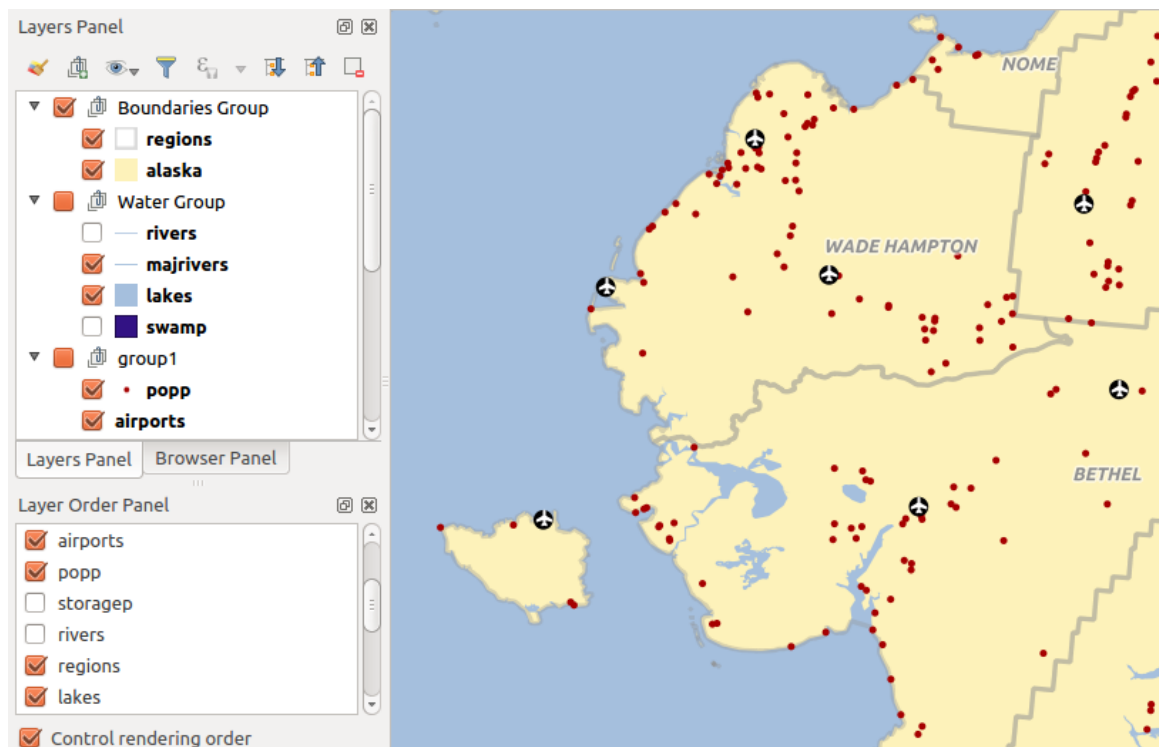 Layers Panel
Boundaries Group
regions
alaska
Water Group
rivers
majrivers
lakes
swamp
group1
popp
airports
Layers Panel Browser Panel
Layer Order Panel
airports
popp
storagep
rivers
regions
lakes
Control rendering order
NOME
WADE HAMPTON
BETHEL